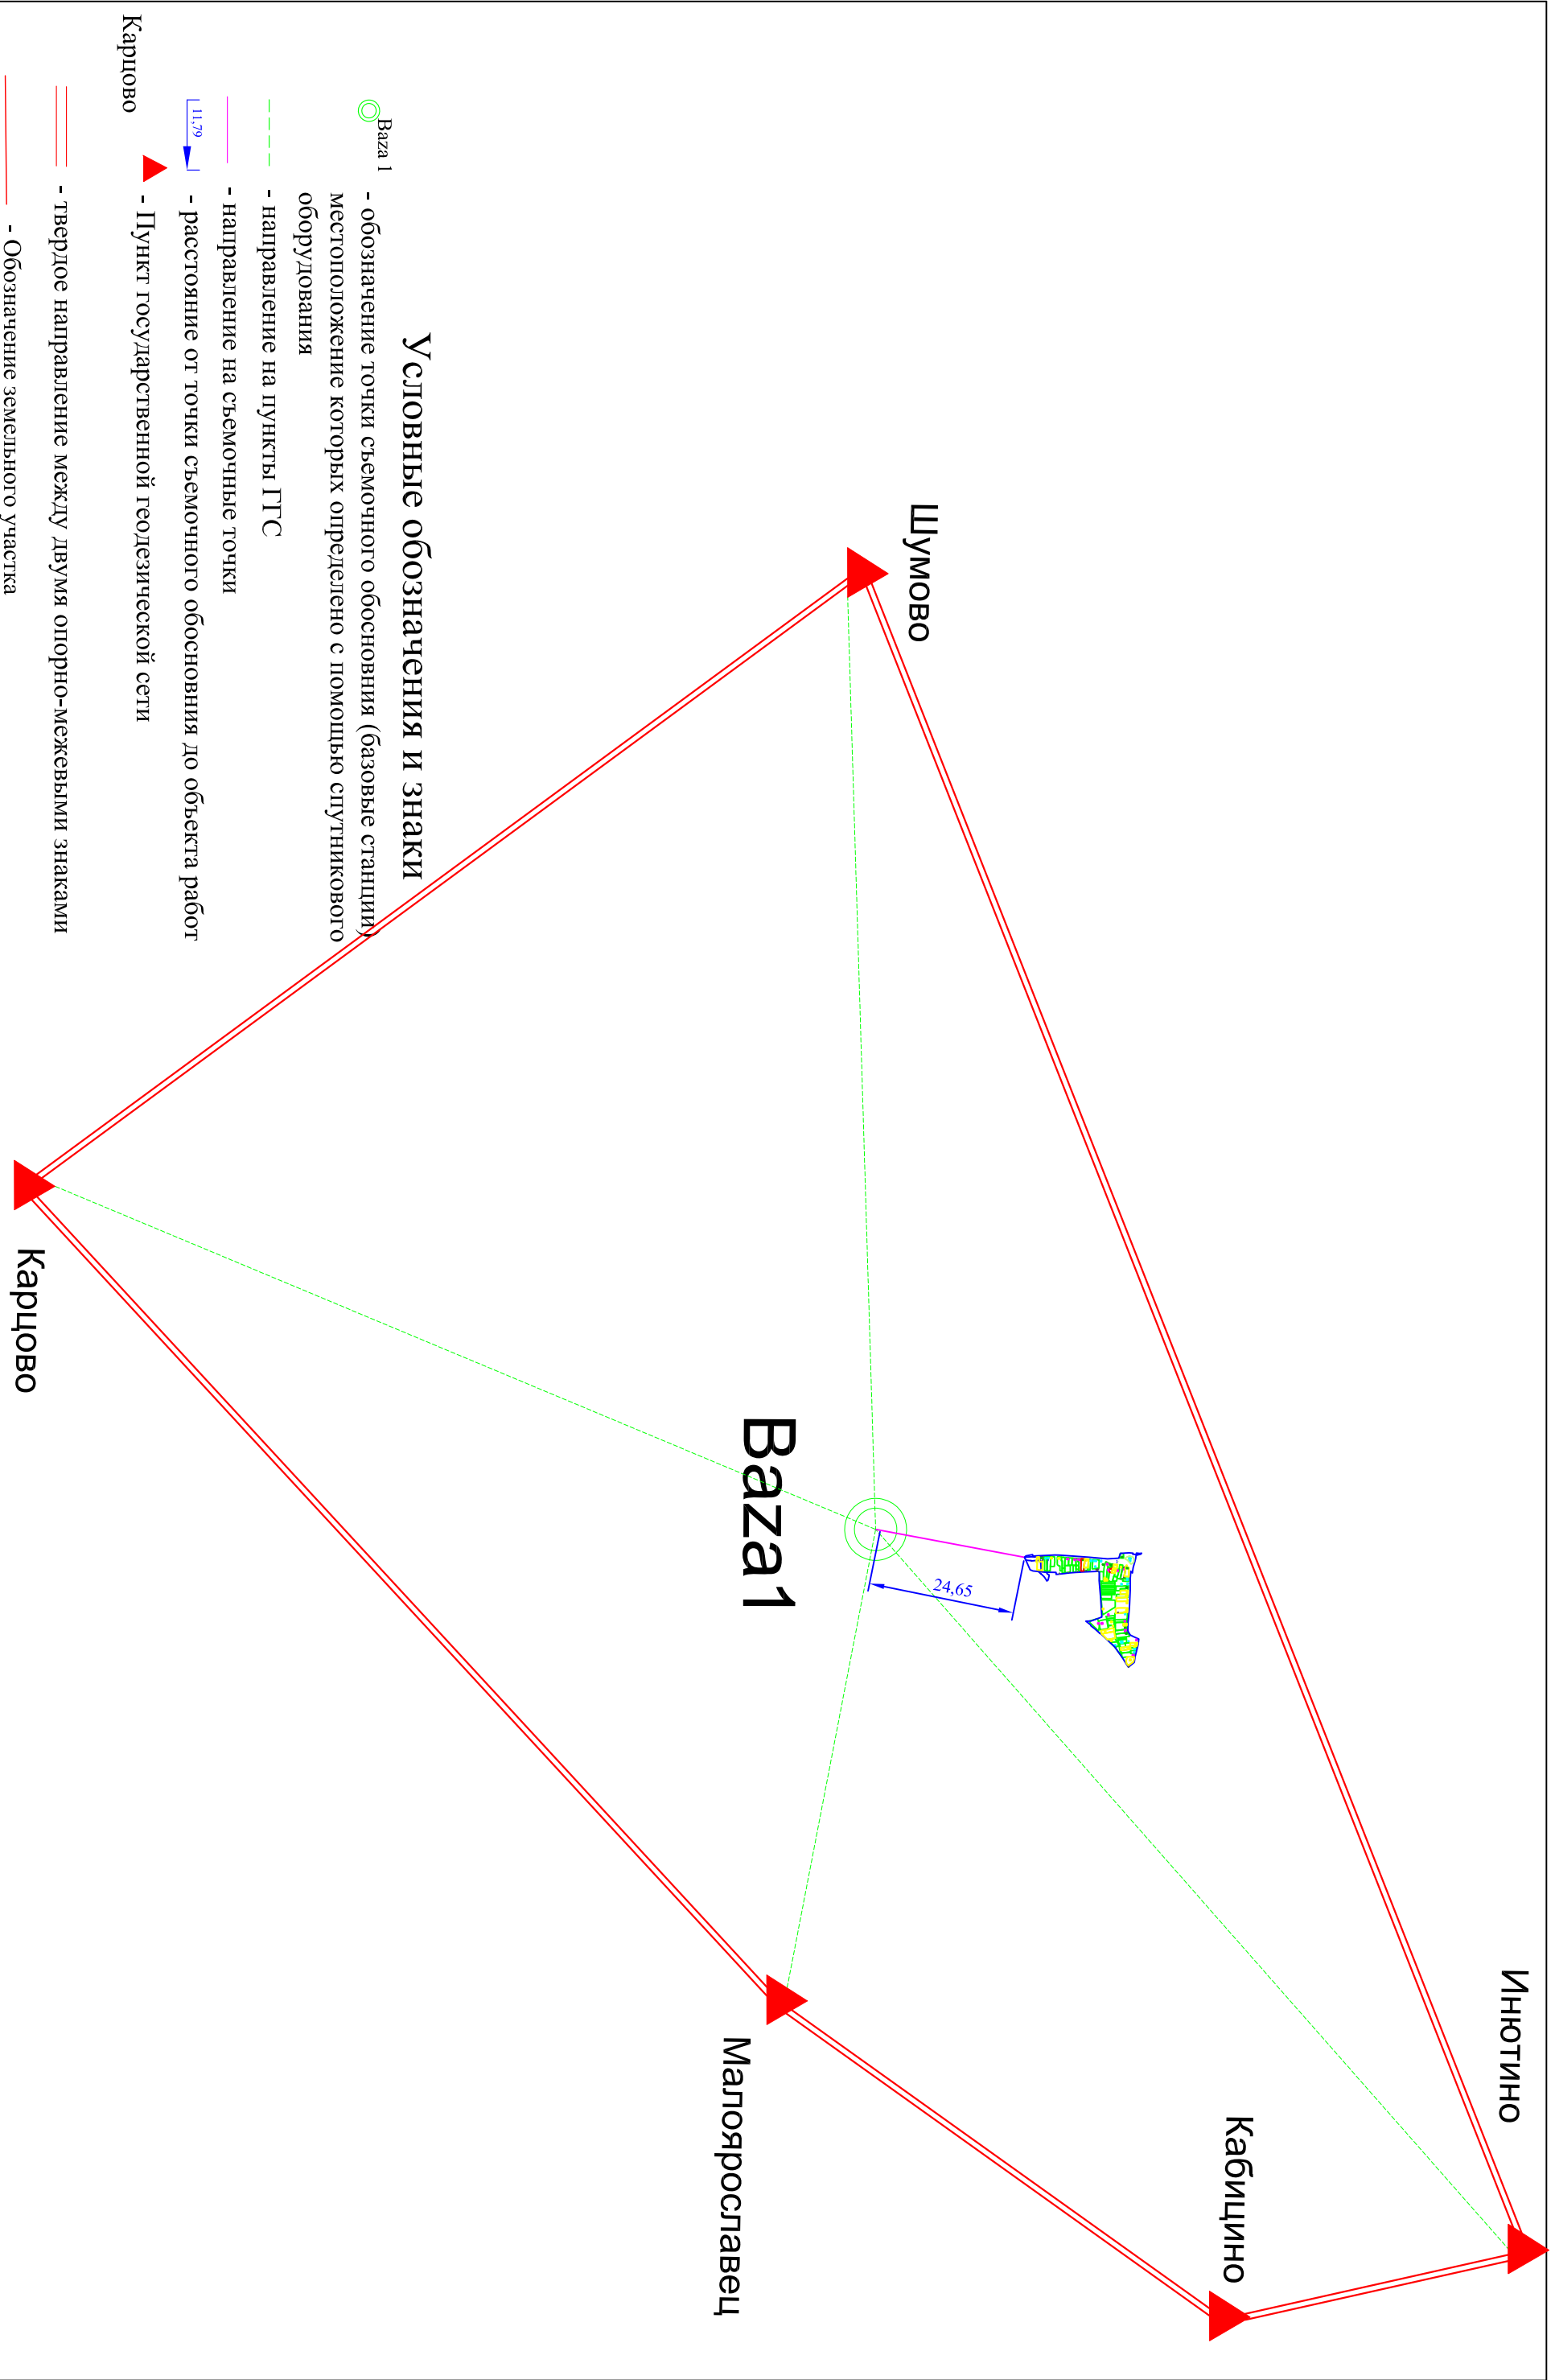 Инютино
Кабицино
Шумово
24,65
Baza1
Малоярославец
Карцово
Условные обозначения и знаки
Baza 1
- обозначение точки съемочного обосновния (базовые станции)
местоположение которых определено с помощью спутникового
оборудования
- направление на пункты ГГС
- направление на съемочные точки
11,79
- расстояние от точки съемочного обосновния до объекта работ
Карцово
- Пункт государственной геодезической сети
- твердое направление между двумя опорно-межевыми знаками
- Обозначение земельного участка